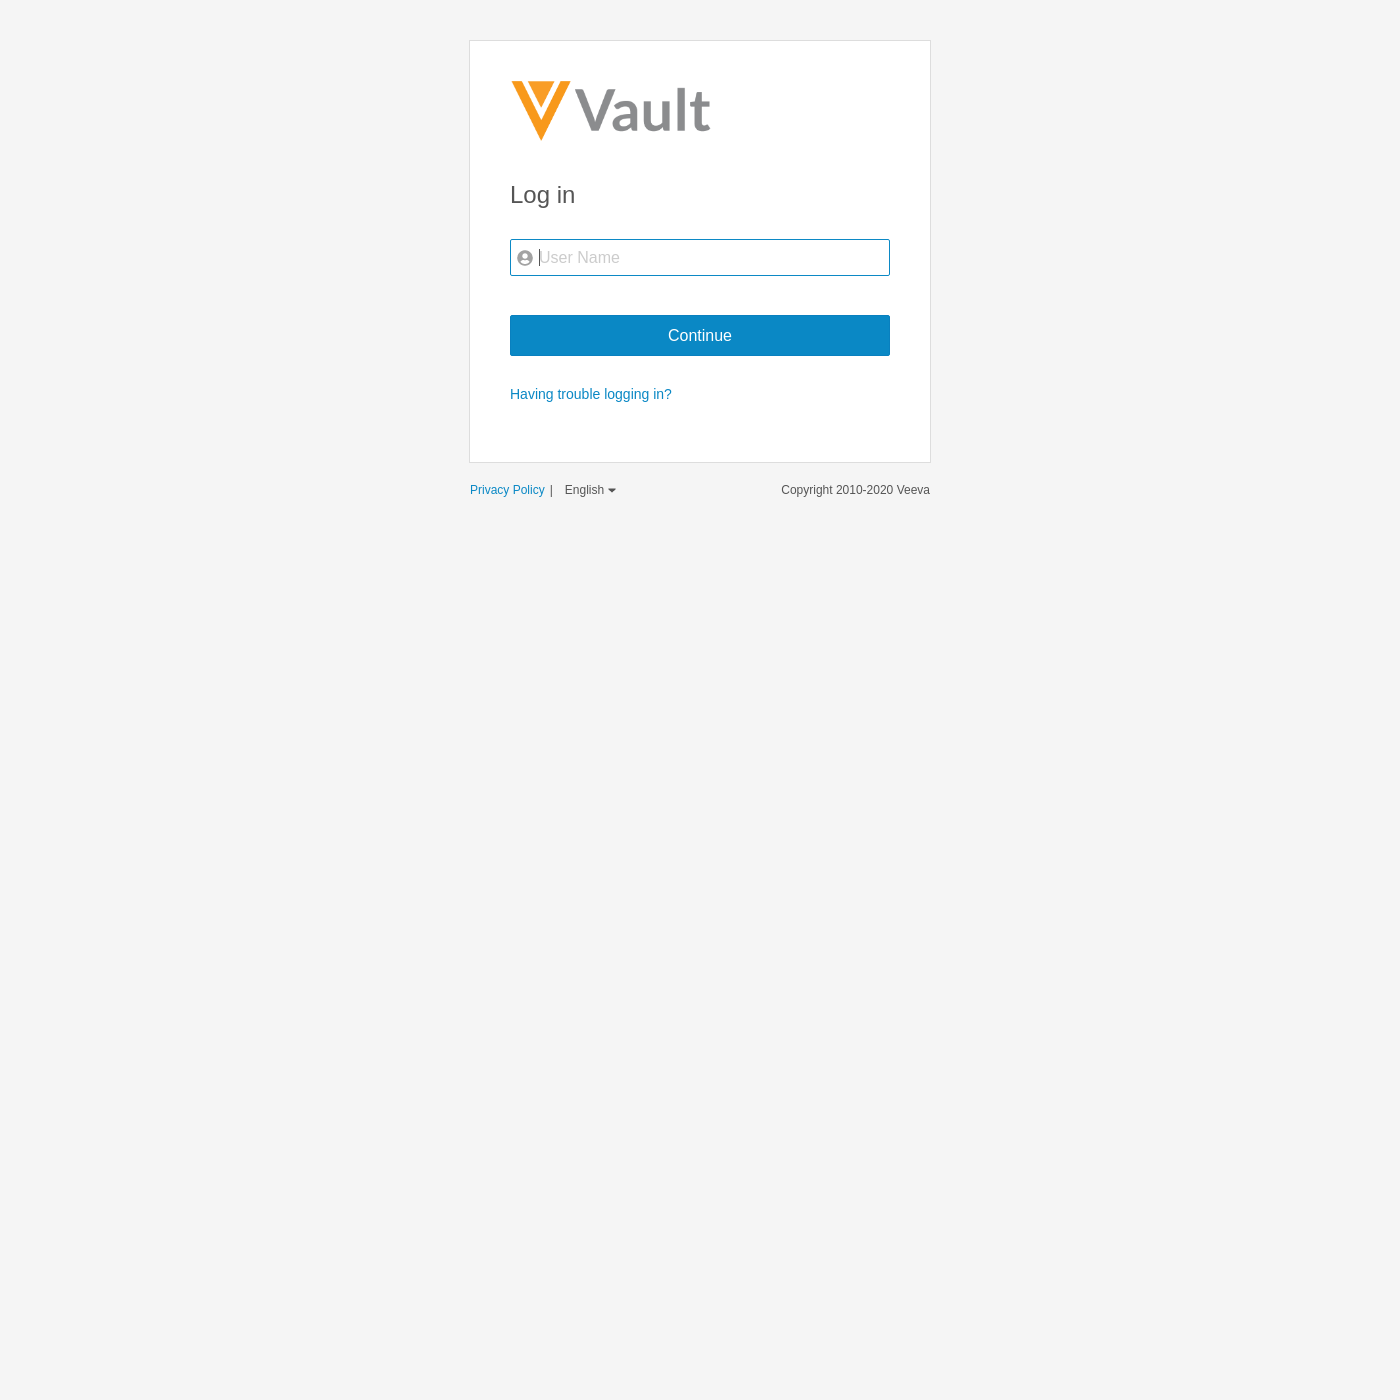 Vault
Log in
User Name
Continue
Having trouble logging in?
Privacy Policy | English Copyright 2010-2020 Veeva